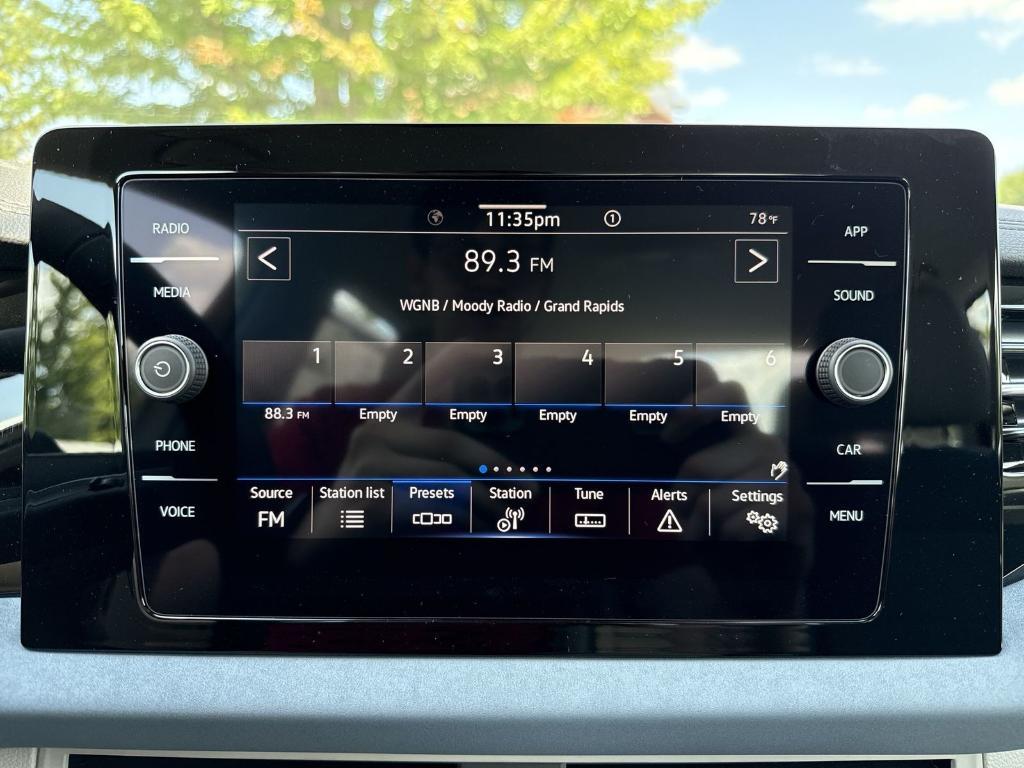 11:35pm 1 78°F
RADIO
APP
< 89.3 FM >
MEDIA
SOUND
WGNB / Moody Radio / Grand Rapids
1 2 3 4 5 6
88.3 FM Empty Empty Empty Empty Empty
PHONE
CAR
Source Station list Presets Station Tune Alerts Settings
FM
VOICE
MENU